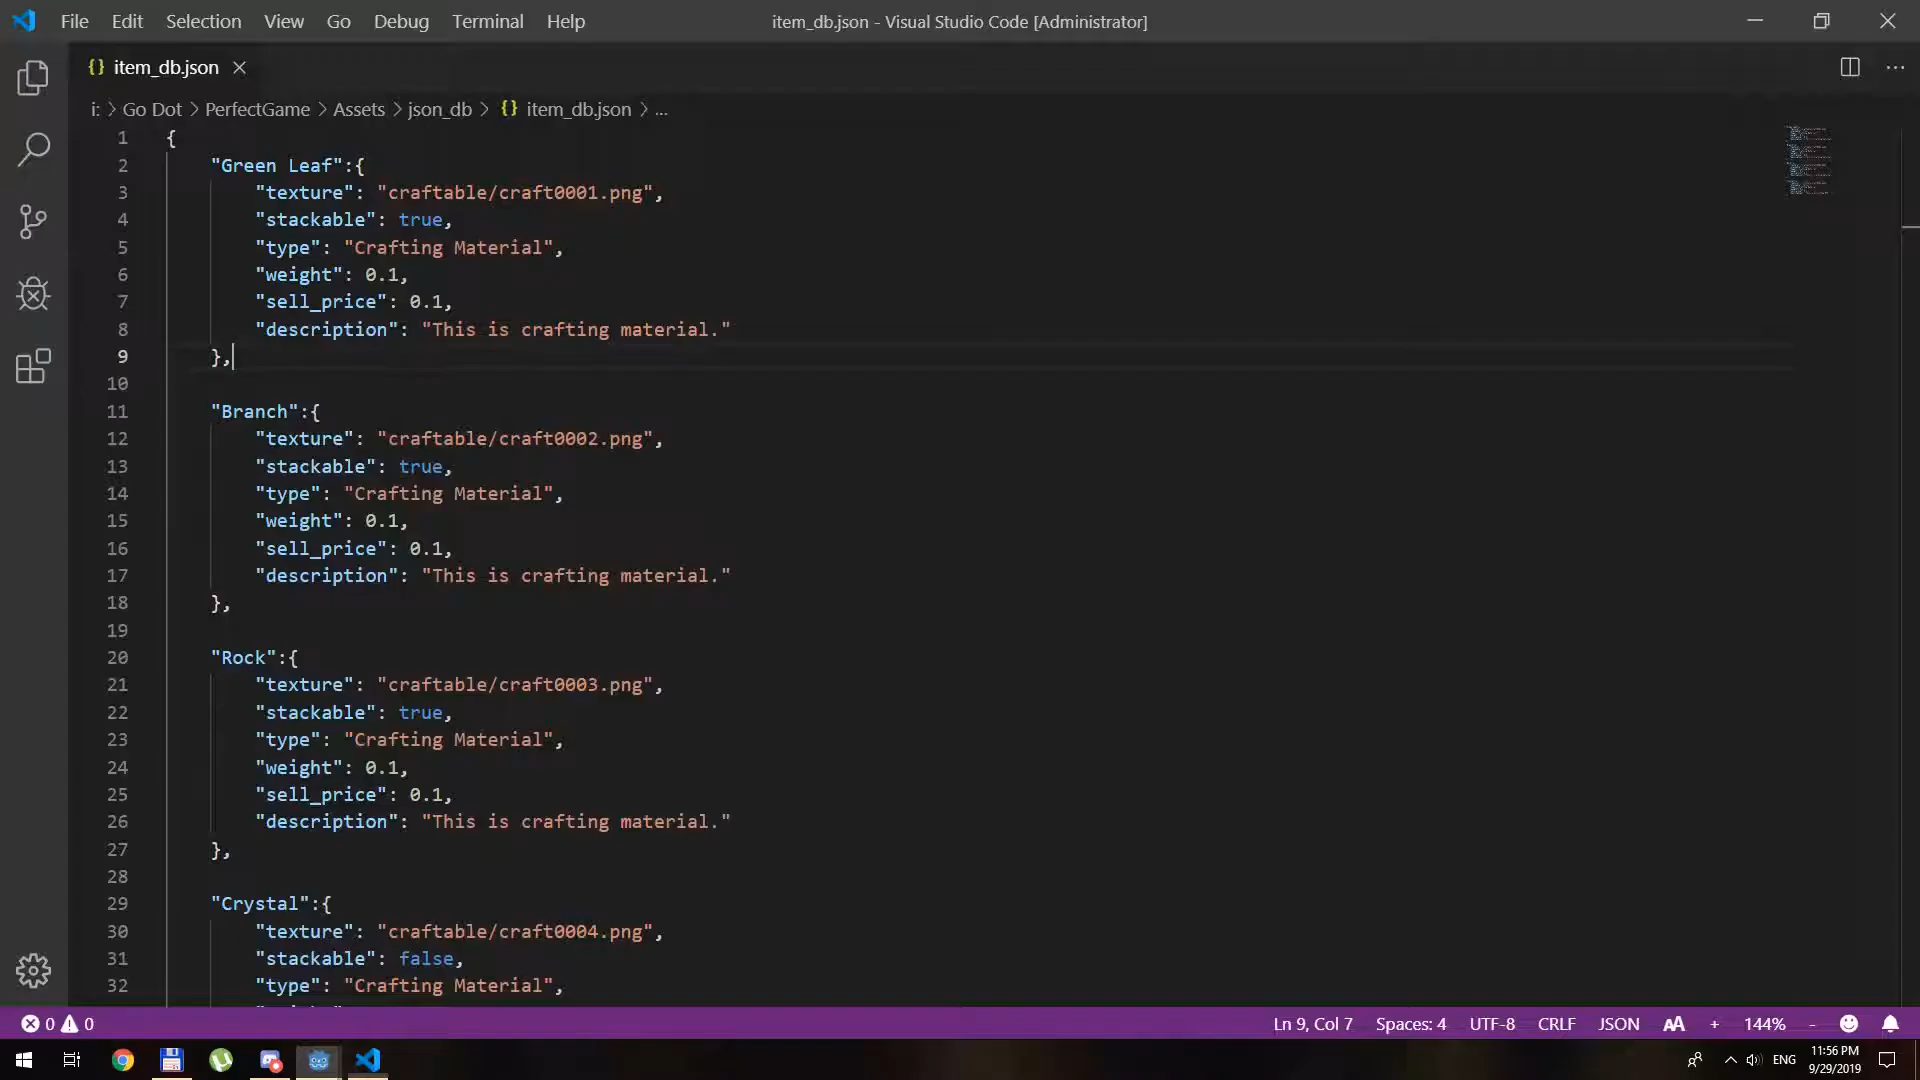 File Edit Selection View Go Debug Terminal Help item_db.json - Visual Studio Code [Administrator]
{} item_db.json ×
i: > Go Dot > PerfectGame > Assets > json_db > {} item_db.json > ...
1 {
2     "Green Leaf":{
3         "texture": "craftable/craft0001.png",
4         "stackable": true,
5         "type": "Crafting Material",
6         "weight": 0.1,
7         "sell_price": 0.1,
8         "description": "This is crafting material."
9     },
10
11     "Branch":{
12         "texture": "craftable/craft0002.png",
13         "stackable": true,
14         "type": "Crafting Material",
15         "weight": 0.1,
16         "sell_price": 0.1,
17         "description": "This is crafting material."
18     },
19
20     "Rock":{
21         "texture": "craftable/craft0003.png",
22         "stackable": true,
23         "type": "Crafting Material",
24         "weight": 0.1,
25         "sell_price": 0.1,
26         "description": "This is crafting material."
27     },
28
29     "Crystal":{
30         "texture": "craftable/craft0004.png",
31         "stackable": false,
32         "type": "Crafting Material",
0 0 Ln 9, Col 7 Spaces: 4 UTF-8 CRLF JSON AA + 144% -
ENG 11:56 PM
9/29/2019